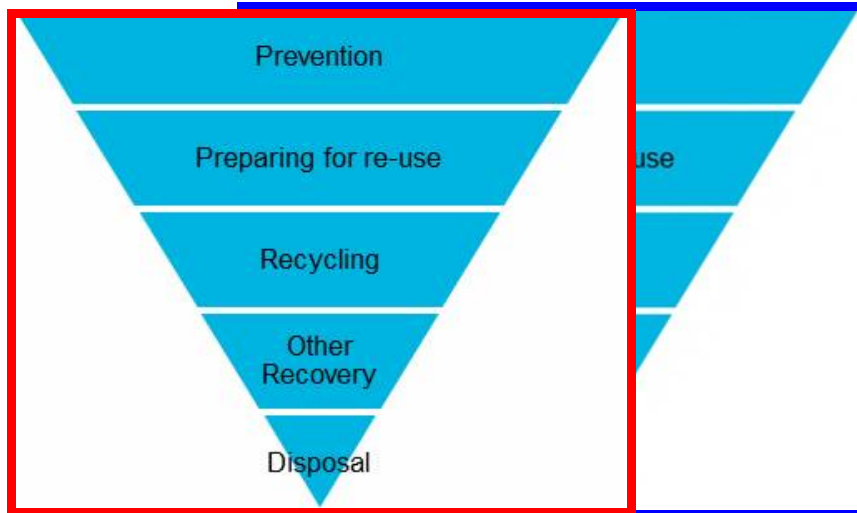 Prevention
Preparing for re-use
use
Recycling
Other
Recovery
Disposal